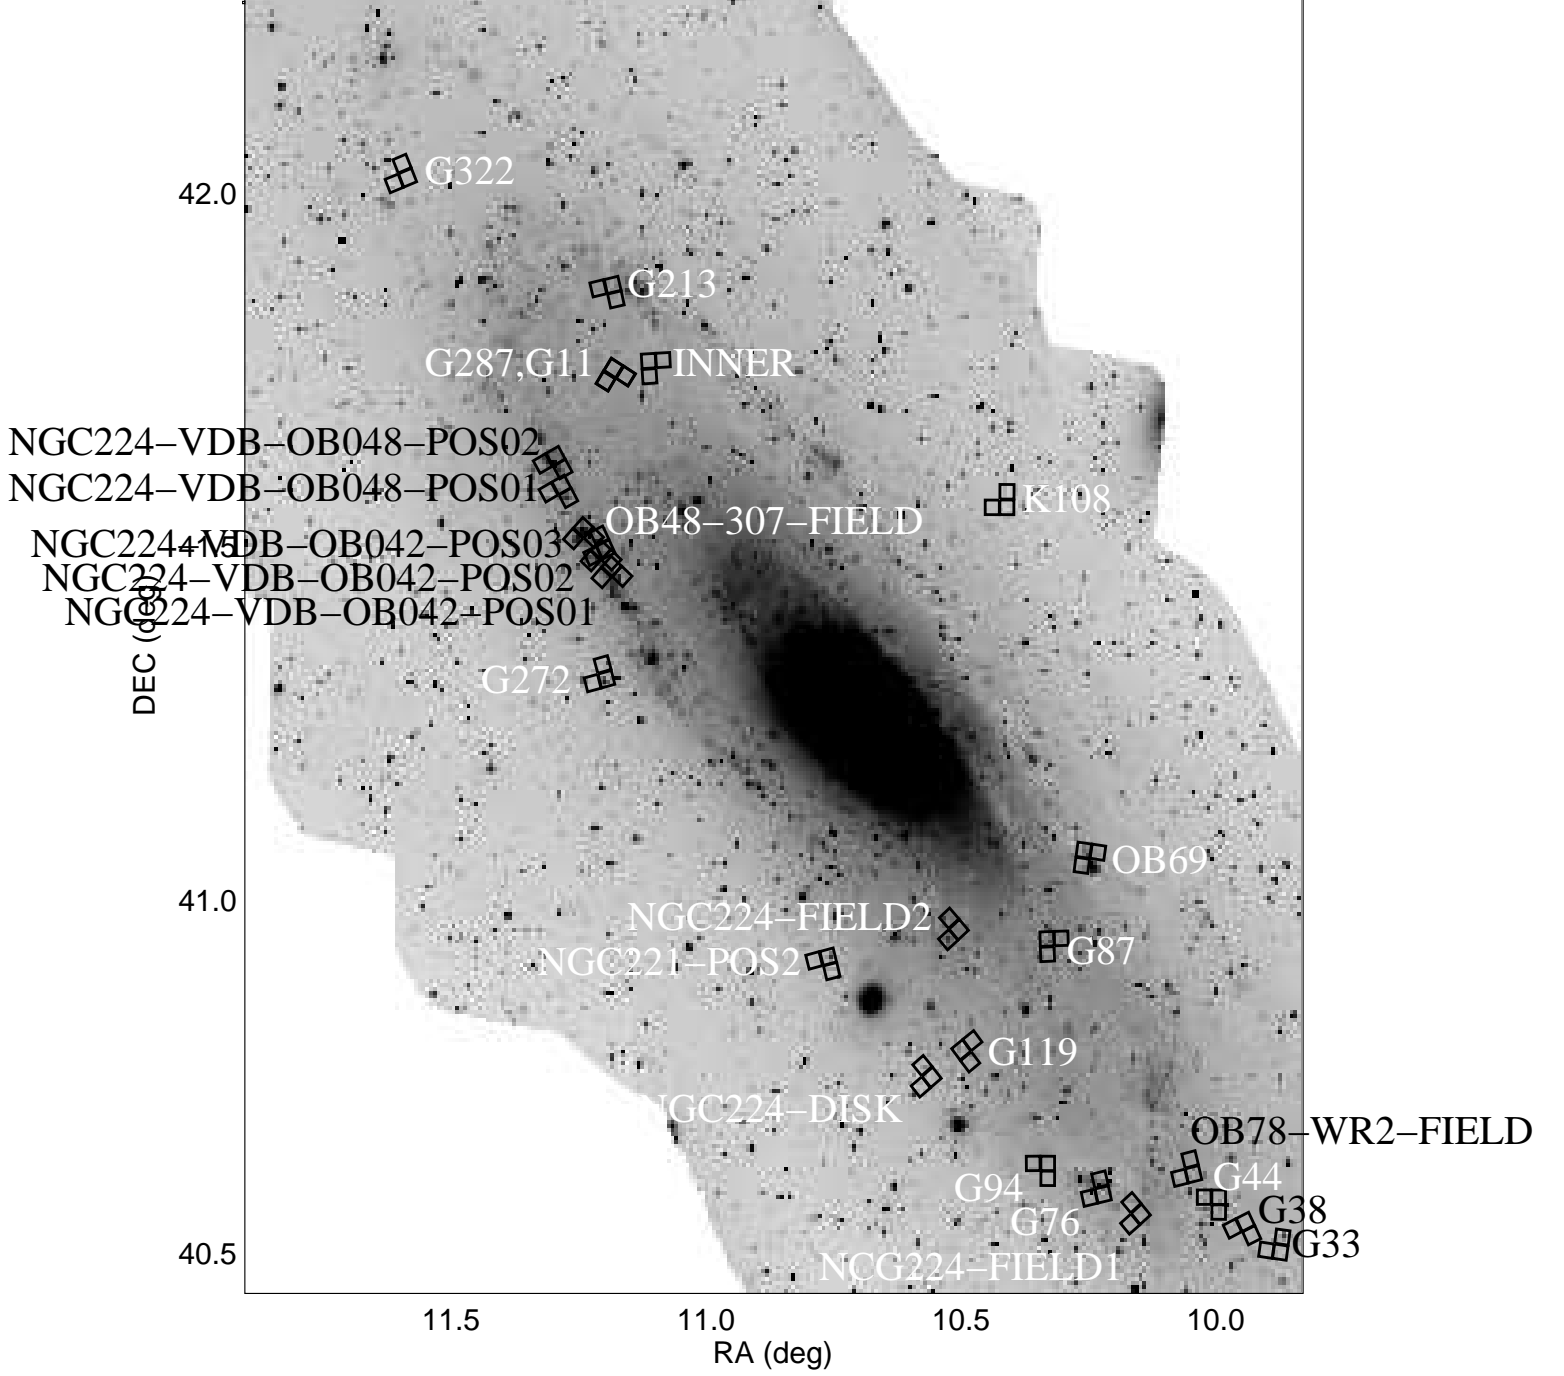 G322
42.0
G213
G287,G11
INNER
NGC224−VDB−OB048−POS02
NGC224−VDB−OB048−POS01
K108
OB48−307−FIELD
NGC224−VDB−OB042−POS03
41.5
NGC224−VDB−OB042−POS02
NGC224−VDB−OB042−POS01
DEC (deg)
G272
OB69
41.0
NGC224−FIELD2
G87
NGC221−POS2
G119
NGC224−DISK
OB78−WR2−FIELD
G94
G44
G76
G38
G33
40.5
NCG224−FIELD1
11.5 11.0 10.5 10.0
RA (deg)